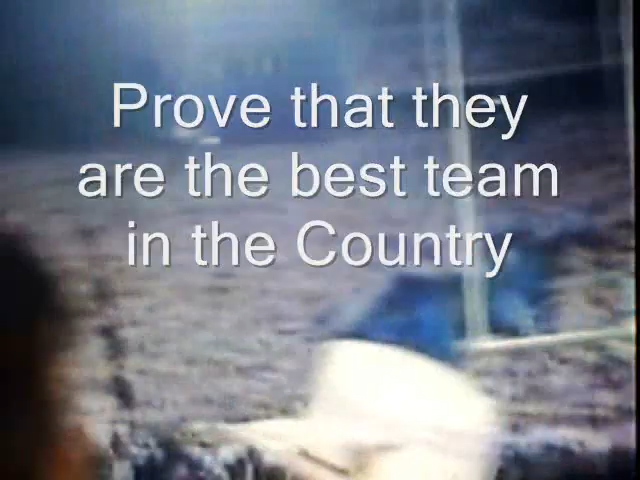 Prove that they
are the best team
in the Country